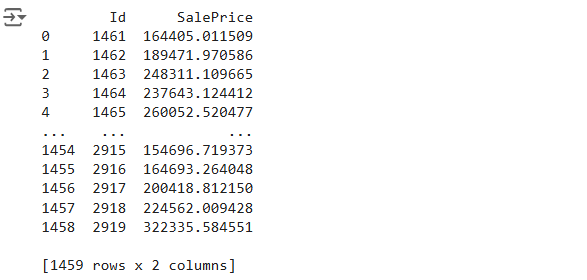 Id SalePrice
0 1461 164405.011509
1 1462 189471.970586
2 1463 248311.109665
3 1464 237643.124412
4 1465 260052.520477
... ... ...
1454 2915 154696.719373
1455 2916 164693.264048
1456 2917 200418.812150
1457 2918 224562.009428
1458 2919 322335.584551
[1459 rows x 2 columns]